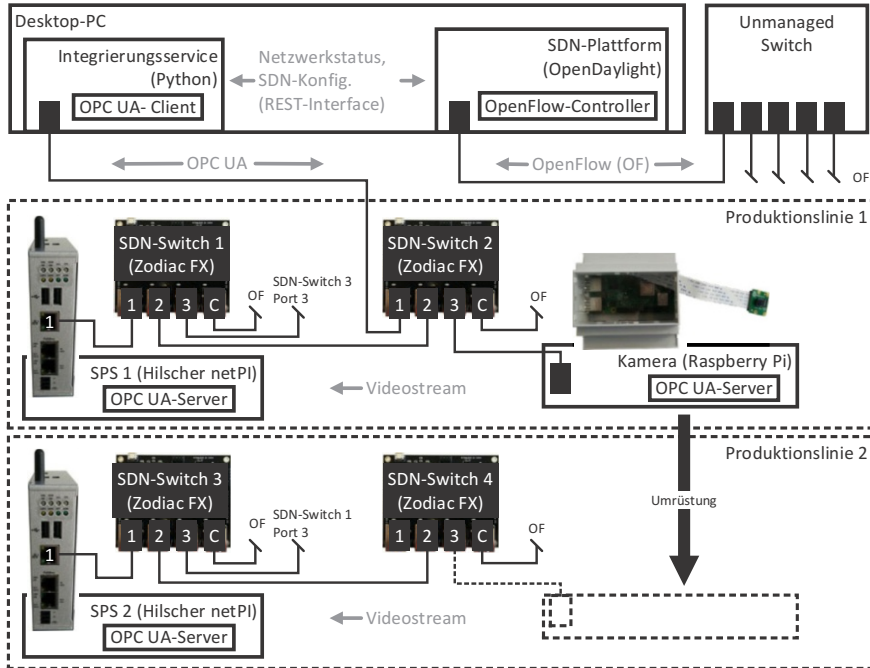 Desktop-PC
Integrierungsservice
(Python)
OPC UA- Client
Netzwerkstatus,
SDN-Konfig.
(REST-Interface)
SDN-Plattform
(OpenDaylight)
OpenFlow-Controller
Unmanaged
Switch
OPC UA
OpenFlow (OF)
OF
Produktionslinie 1
SDN-Switch 1
(Zodiac FX)
1 2 3 C
OF
SDN-Switch 3
Port 3
SDN-Switch 2
(Zodiac FX)
1 2 3 C
OF
1
SPS 1 (Hilscher netPI)
OPC UA-Server
Videostream
Kamera (Raspberry Pi)
OPC UA-Server
Produktionslinie 2
SDN-Switch 3
(Zodiac FX)
1 2 3 C
OF
SDN-Switch 1
Port 3
SDN-Switch 4
(Zodiac FX)
1 2 3 C
OF
Umrüstung
1
SPS 2 (Hilscher netPI)
OPC UA-Server
Videostream